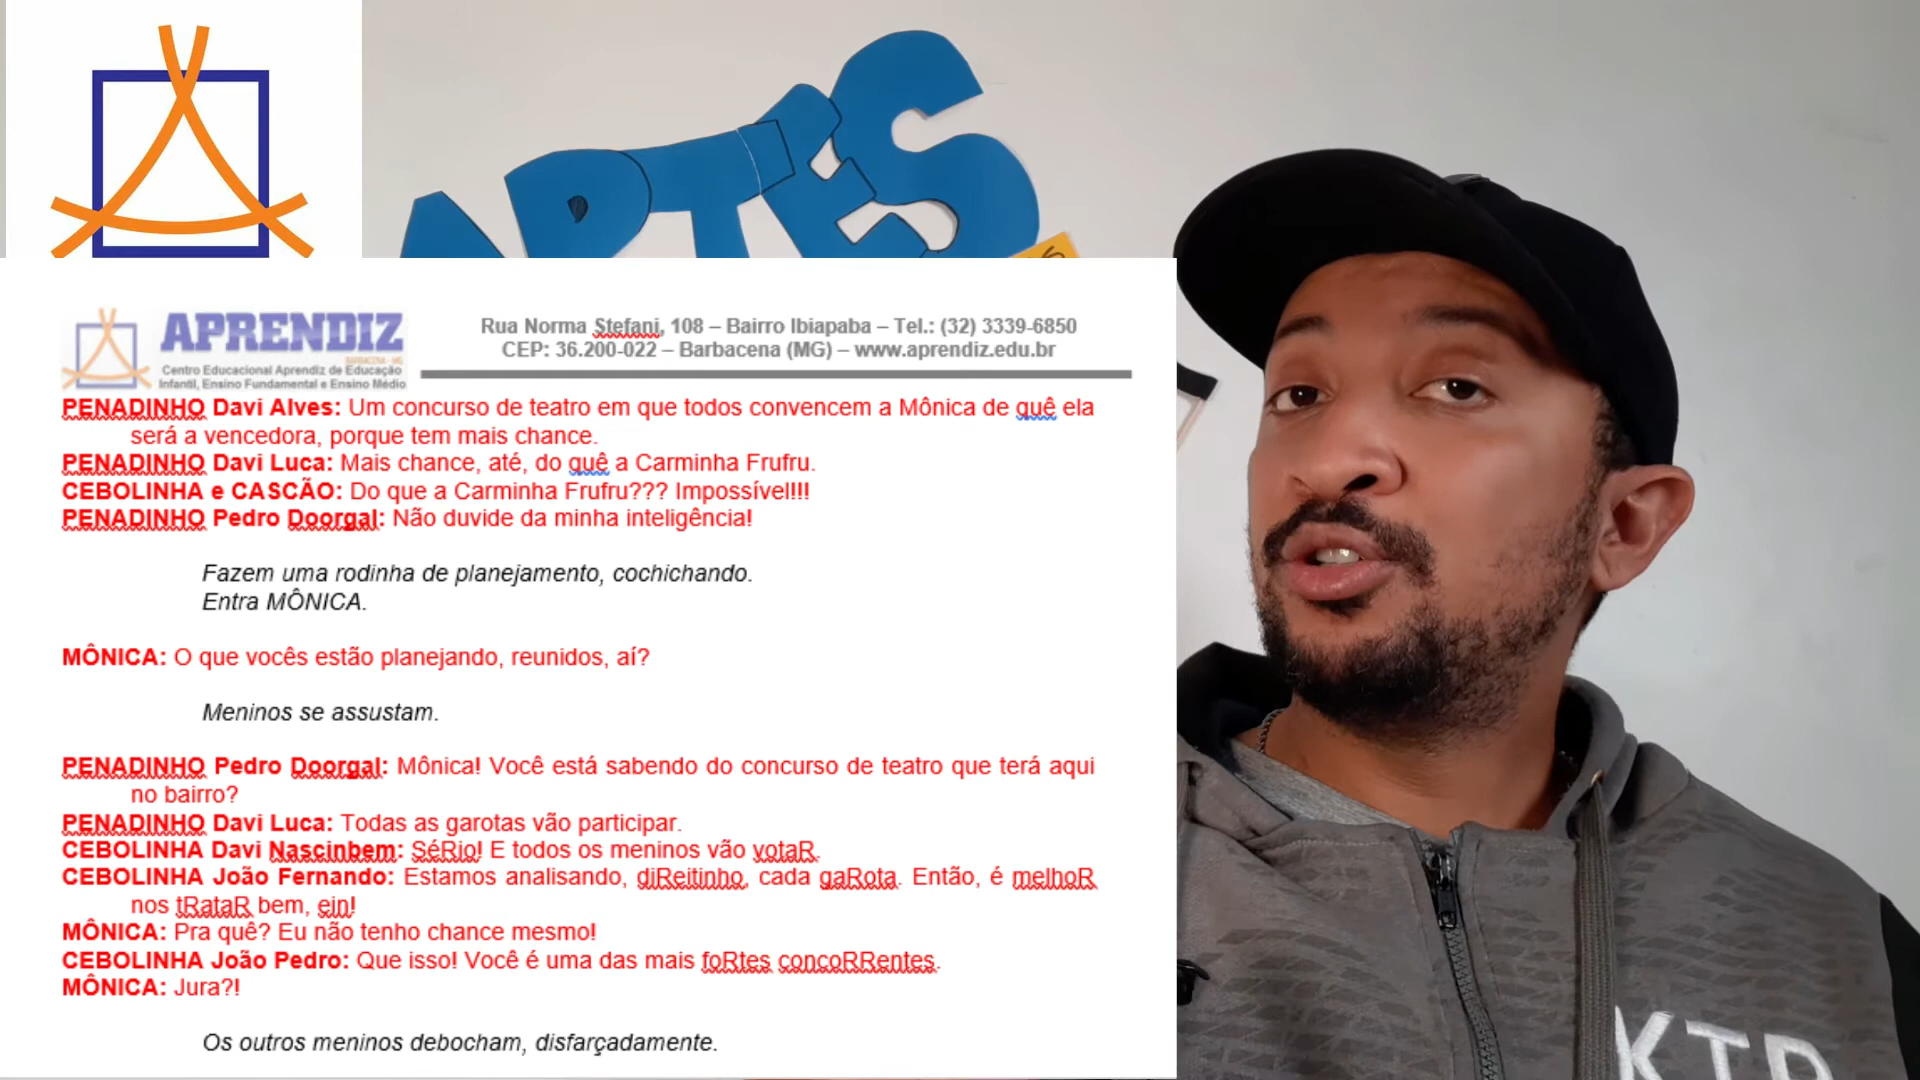 ARTES
APRENDIZ
BARBACENA - MG
Centro Educacional Aprendiz de Educação
Infantil, Ensino Fundamental e Ensino Médio
Rua Norma Stefani, 108 – Bairro Ibiapaba – Tel.: (32) 3339-6850
CEP: 36.200-022 – Barbacena (MG) – www.aprendiz.edu.br
PENADINHO Davi Alves: Um concurso de teatro em que todos convencem a Mônica de quê ela
será a vencedora, porque tem mais chance.
PENADINHO Davi Luca: Mais chance, até, do quê a Carminha Frufru.
CEBOLINHA e CASCÃO: Do que a Carminha Frufru??? Impossível!!!
PENADINHO Pedro Doorgal: Não duvide da minha inteligência!
Fazem uma rodinha de planejamento, cochichando.
Entra MÔNICA.
MÔNICA: O que vocês estão planejando, reunidos, aí?
Meninos se assustam.
PENADINHO Pedro Doorgal: Mônica! Você está sabendo do concurso de teatro que terá aqui
no bairro?
PENADINHO Davi Luca: Todas as garotas vão participar.
CEBOLINHA Davi Nascinbem: SéRio! E todos os meninos vão votaR.
CEBOLINHA João Fernando: Estamos analisando, diReitinho, cada gaRota. Então, é melhoR
nos tRataR bem, ein!
MÔNICA: Pra quê? Eu não tenho chance mesmo!
CEBOLINHA João Pedro: Que isso! Você é uma das mais foRtes concoRRentes.
MÔNICA: Jura?!
Os outros meninos debocham, disfarçadamente.